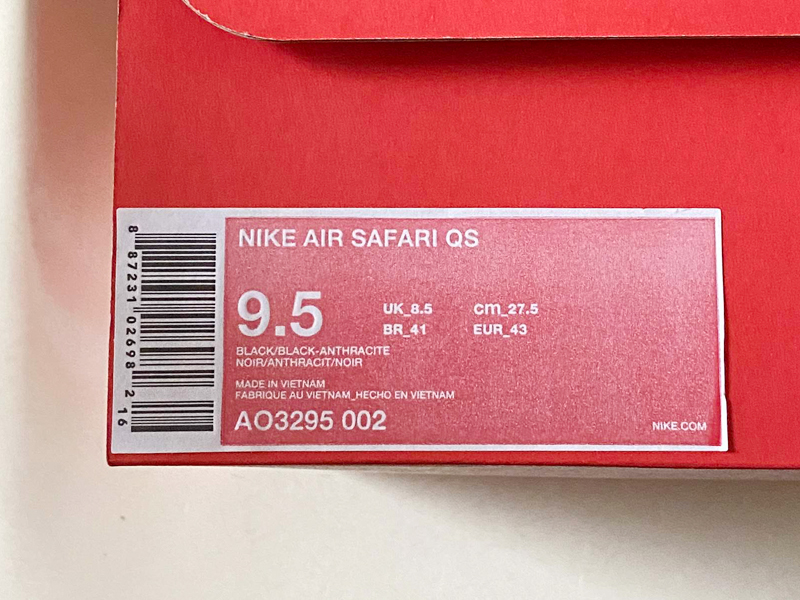 NIKE AIR SAFARI QS
9.5
UK_8.5 cm_27.5
BR_41 EUR_43
BLACK/BLACK-ANTHRACITE
NOIR/ANTHRACIT/NOIR
MADE IN VIETNAM
FABRIQUE AU VIETNAM_HECHO EN VIETNAM
AO3295 002
NIKE.COM
8 87231 02698 2 16